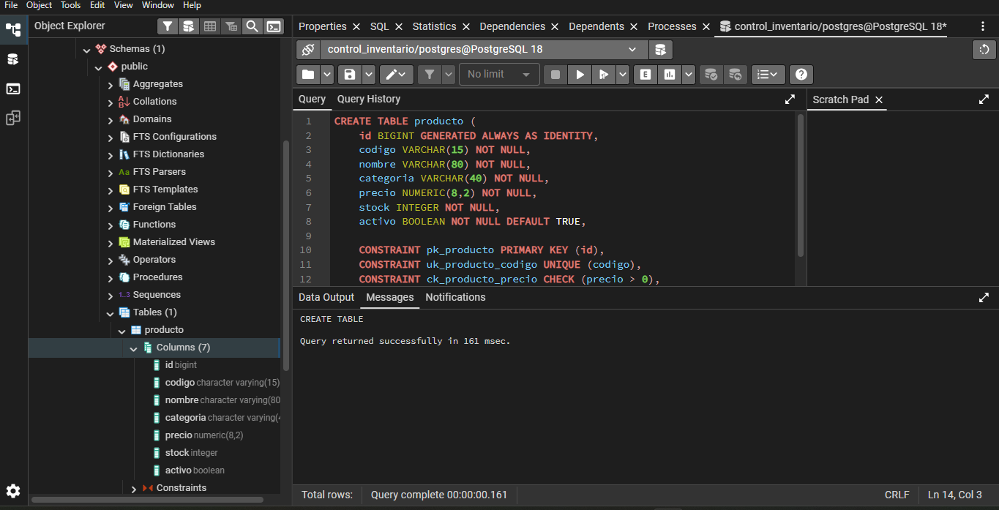 File Object Tools Edit View Window Help
Object Explorer
Properties SQL Statistics Dependencies Dependents Processes control_inventario/postgres@PostgreSQL 18*
control_inventario/postgres@PostgreSQL 18
No limit
Query Query History
Scratch Pad
Schemas (1)
public
Aggregates
Collations
Domains
FTS Configurations
FTS Dictionaries
Aa FTS Parsers
FTS Templates
Foreign Tables
Functions
Materialized Views
Operators
Procedures
1..3 Sequences
Tables (1)
producto
Columns (7)
id bigint
codigo character varying(15)
nombre character varying(80
categoria character varying(4
precio numeric(8,2)
stock integer
activo boolean
Constraints
1 CREATE TABLE producto (
2 id BIGINT GENERATED ALWAYS AS IDENTITY,
3 codigo VARCHAR(15) NOT NULL,
4 nombre VARCHAR(80) NOT NULL,
5 categoria VARCHAR(40) NOT NULL,
6 precio NUMERIC(8,2) NOT NULL,
7 stock INTEGER NOT NULL,
8 activo BOOLEAN NOT NULL DEFAULT TRUE,
9
10 CONSTRAINT pk_producto PRIMARY KEY (id),
11 CONSTRAINT uk_producto_codigo UNIQUE (codigo),
12 CONSTRAINT ck_producto_precio CHECK (precio > 0),
Data Output Messages Notifications
CREATE TABLE
Query returned successfully in 161 msec.
Total rows: Query complete 00:00:00.161 CRLF Ln 14, Col 3